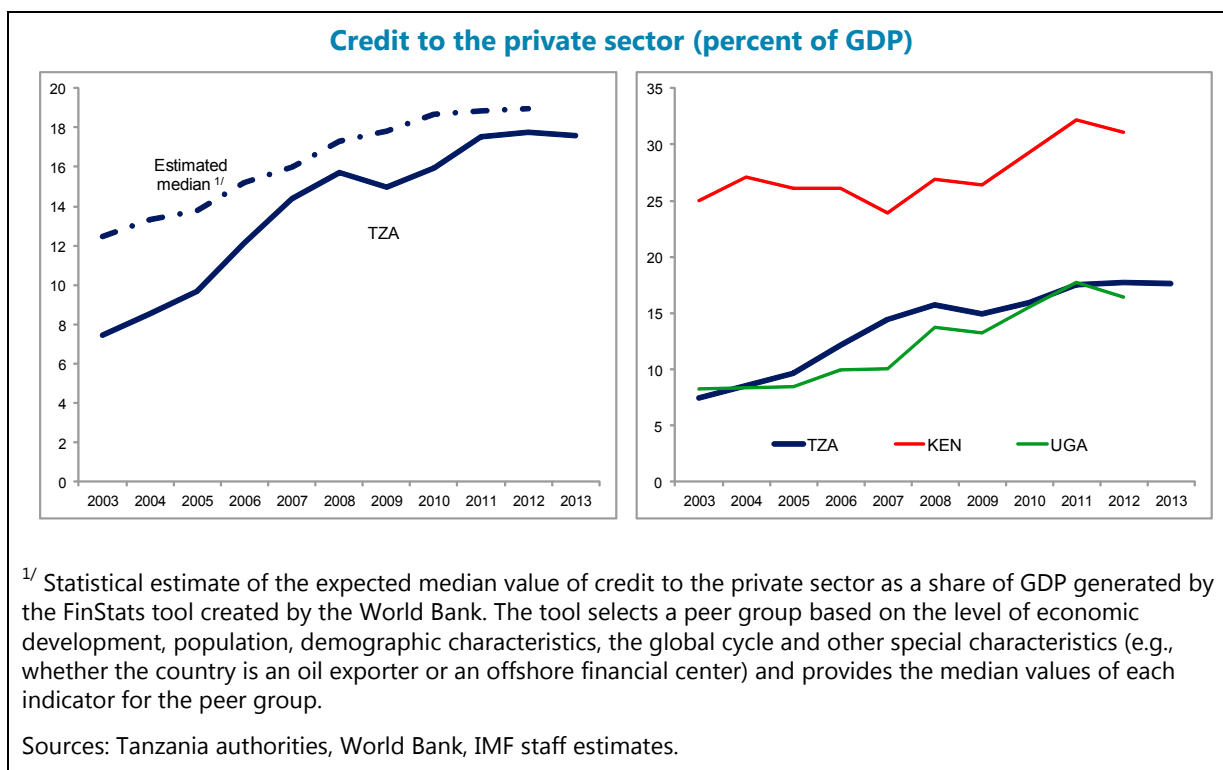 Credit to the private sector (percent of GDP)
20
18
16
14
12
10
8
6
4
2
0
Estimated
median 1/
TZA
2003 2004 2005 2006 2007 2008 2009 2010 2011 2012 2013
35
30
25
20
15
10
5
0
TZA KEN UGA
2003 2004 2005 2006 2007 2008 2009 2010 2011 2012 2013
1/ Statistical estimate of the expected median value of credit to the private sector as a share of GDP generated by
the FinStats tool created by the World Bank. The tool selects a peer group based on the level of economic
development, population, demographic characteristics, the global cycle and other special characteristics (e.g.,
whether the country is an oil exporter or an offshore financial center) and provides the median values of each
indicator for the peer group.
Sources: Tanzania authorities, World Bank, IMF staff estimates.